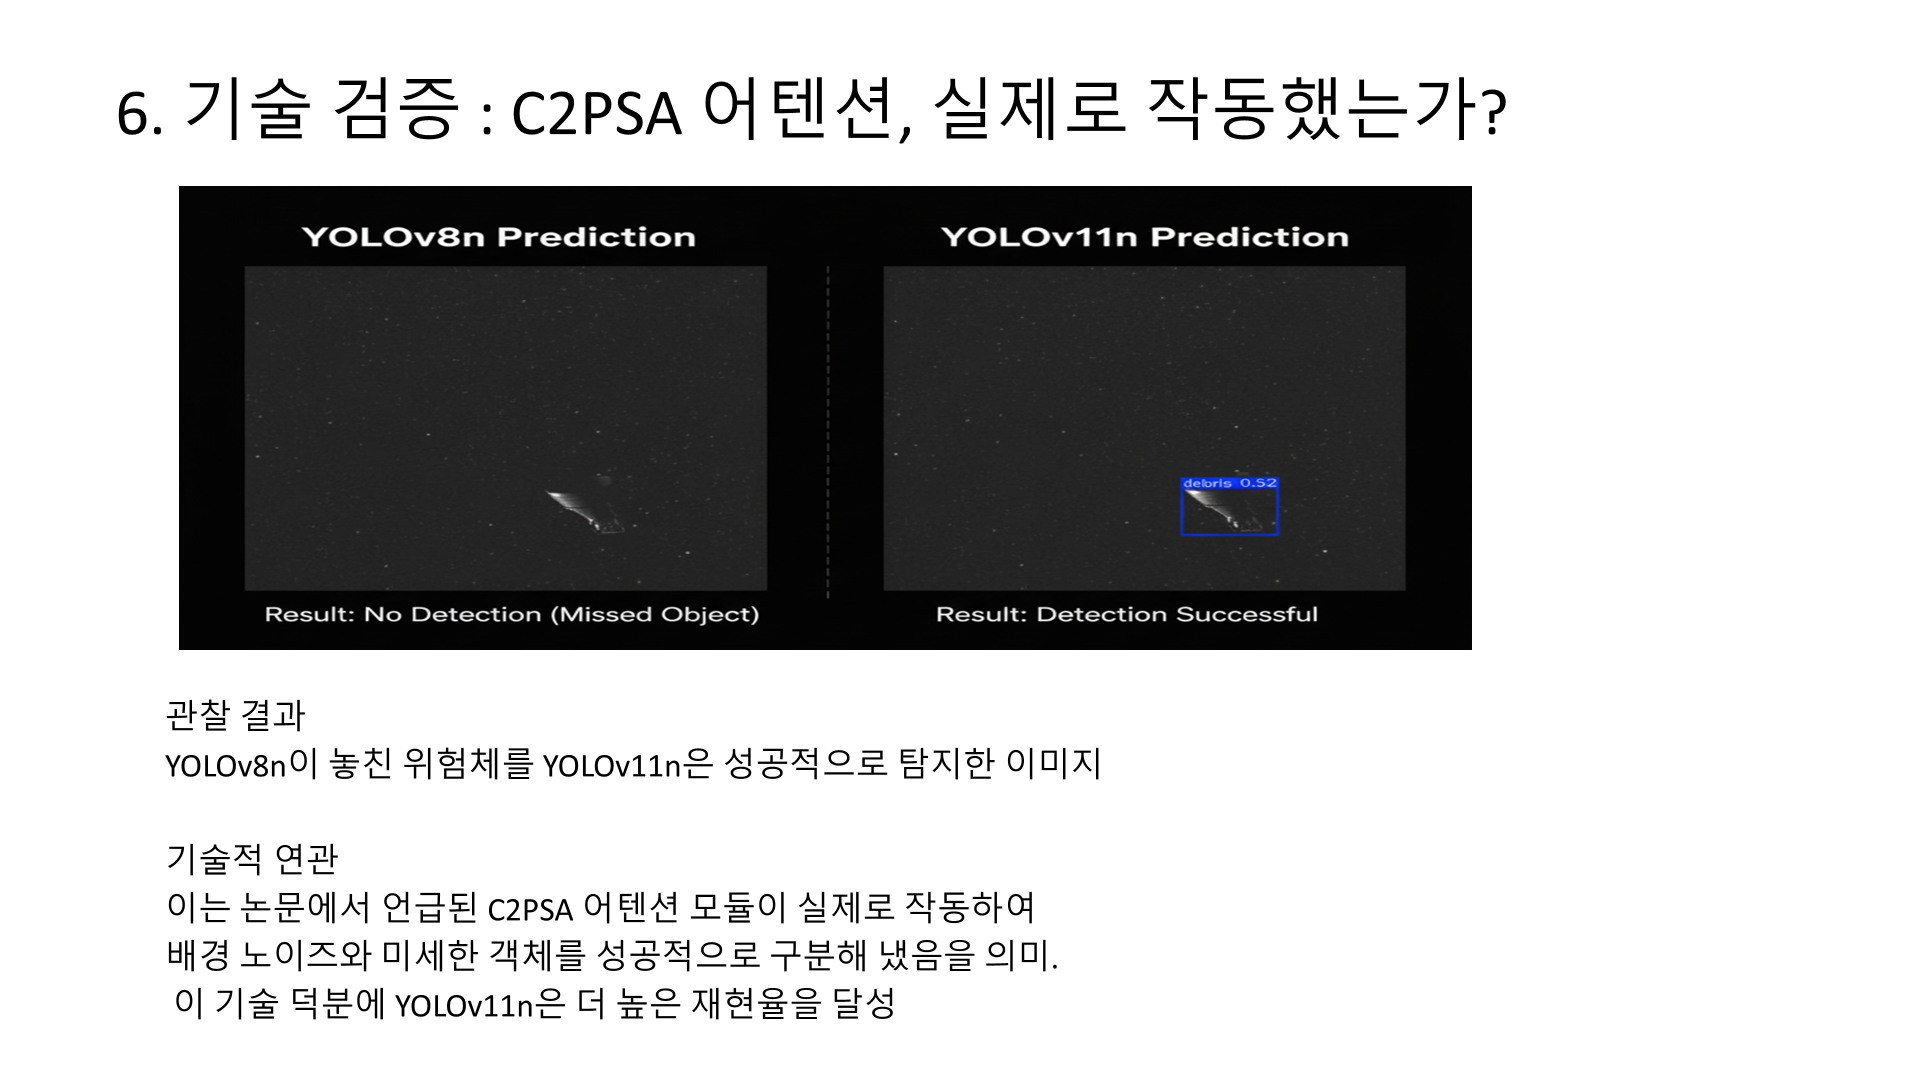 6. 기술 검증 : C2PSA 어텐션, 실제로 작동했는가?
YOLOv8n Prediction
YOLOv11n Prediction
debris 0.52
Result: No Detection (Missed Object)
Result: Detection Successful
관찰 결과
YOLOv8n이 놓친 위험체를 YOLOv11n은 성공적으로 탐지한 이미지
기술적 연관
이는 논문에서 언급된 C2PSA 어텐션 모듈이 실제로 작동하여
배경 노이즈와 미세한 객체를 성공적으로 구분해 냈음을 의미.
이 기술 덕분에 YOLOv11n은 더 높은 재현율을 달성